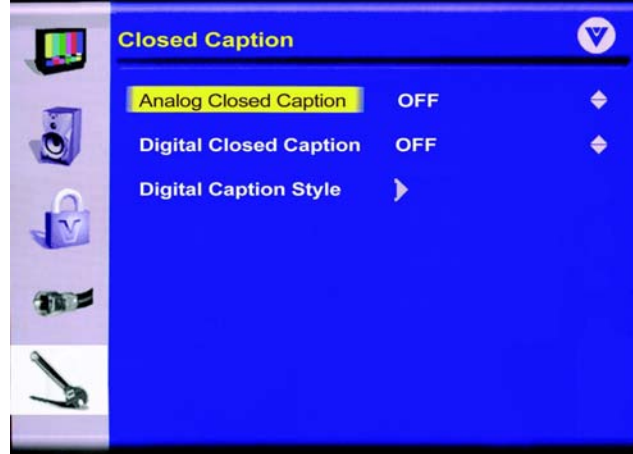 Closed Caption
Analog Closed Caption OFF
Digital Closed Caption OFF
Digital Caption Style